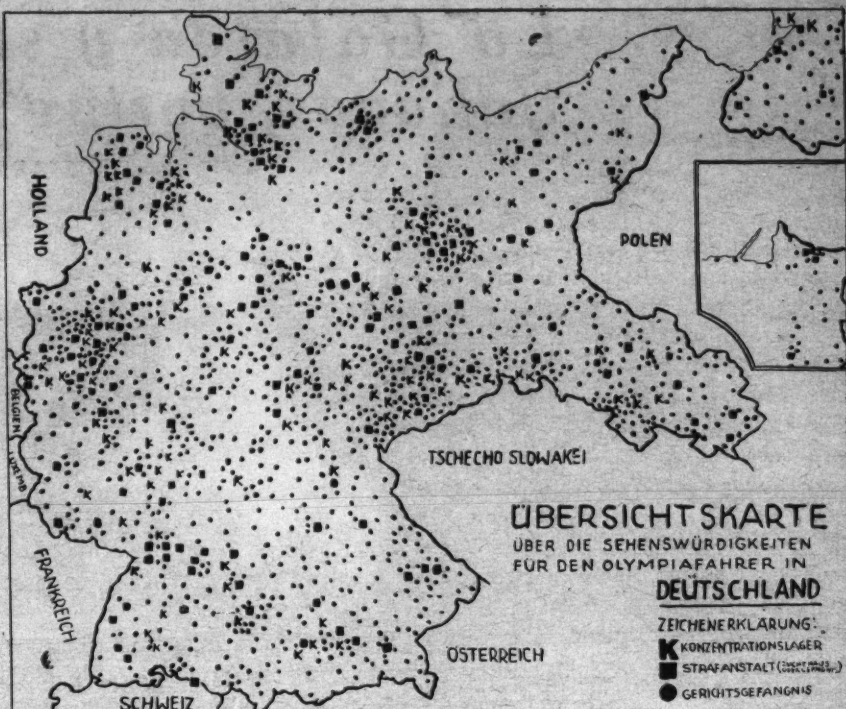 HOLLAND
POLEN
BELGIEN
LUXEMB
TSCHECHO SLOWAKEI
FRANKREICH
SCHWEIZ
ÖSTERREICH
ÜBERSICHTSKARTE
ÜBER DIE SEHENSWÜRDIGKEITEN
FÜR DEN OLYMPIAFAHRER IN
DEUTSCHLAND
ZEICHENERKLÄRUNG:
K KONZENTRATIONSLAGER
STRAFANSTALT
GERICHTSGEFÄNGNIS